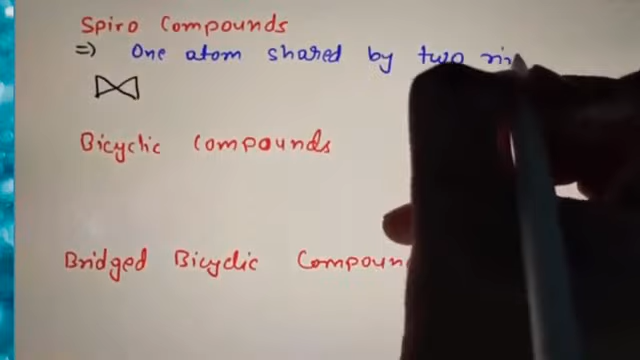 Spiro Compounds
=> One atom shared by two
Bicyclic Compounds
Bridged Bicyclic